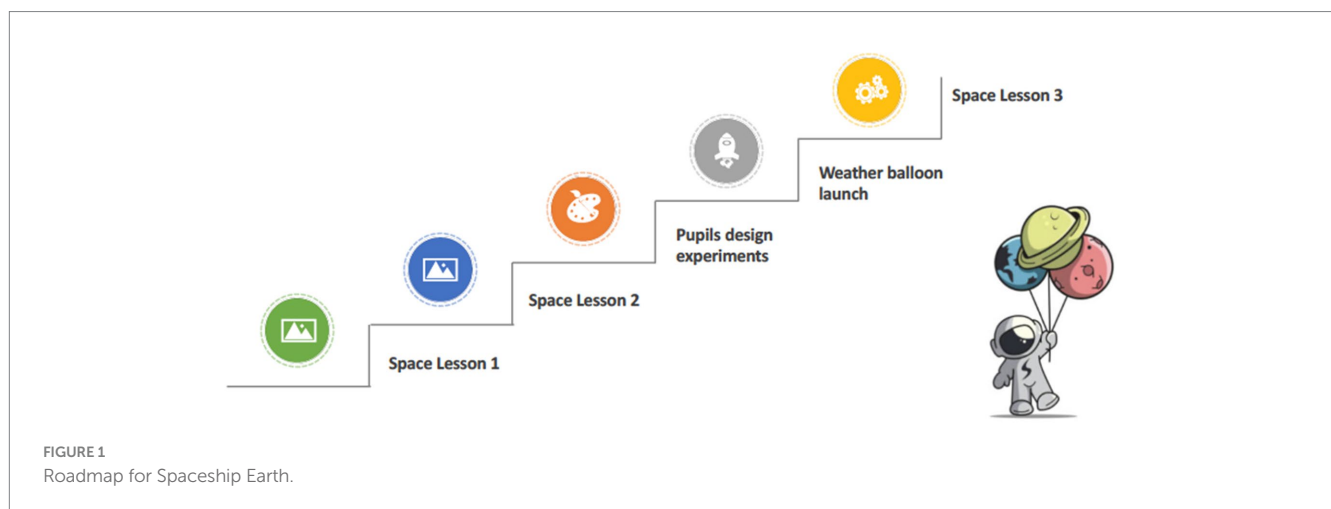 Space Lesson 3
Weather balloon
launch
Pupils design
experiments
Space Lesson 2
Space Lesson 1
FIGURE 1
Roadmap for Spaceship Earth.